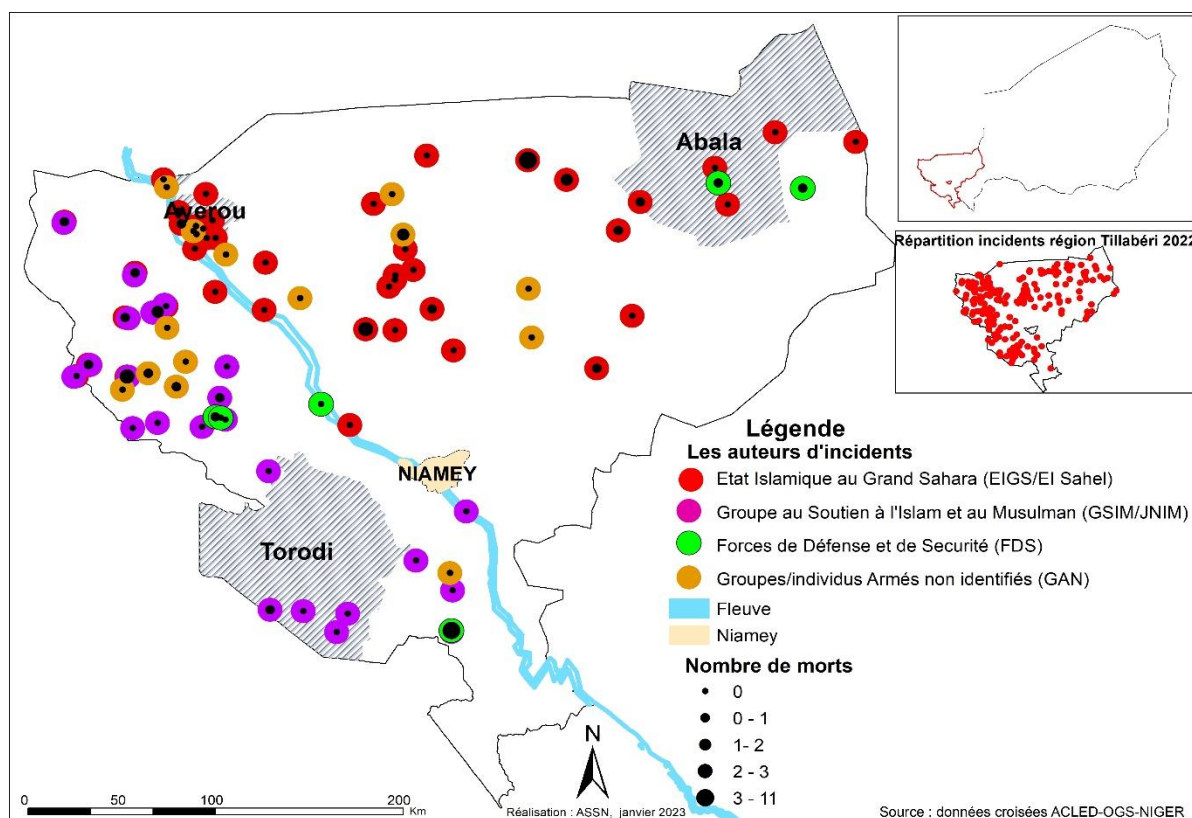 Abala
Ayerou
Répartition incidents région Tillabéri 2022
NIAMEY
Torodi
Légende
Les auteurs d'incidents
Etat Islamique au Grand Sahara (EIGS/EI Sahel)
Groupe au Soutien à l'Islam et au Musulman (GSIM/JNIM)
Forces de Défense et de Securité (FDS)
Groupes/individus Armés non identifiés (GAN)
Fleuve
Niamey
Nombre de morts
0
0 - 1
1- 2
2 - 3
3 - 11
N
0 50 100 200
Km
Réalisation : ASSN, janvier 2023
Source : données croisées ACLED-OGS-NIGER